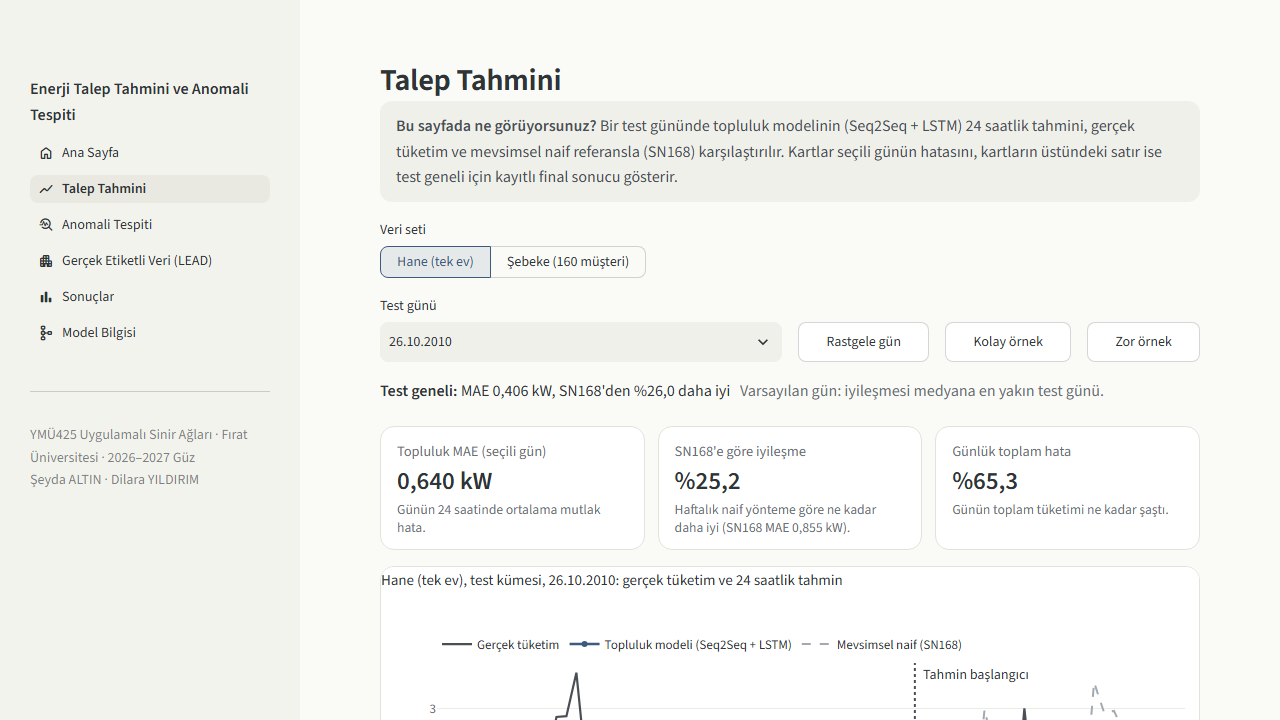 Enerji Talep Tahmini ve Anomali
Tespiti
Ana Sayfa
Talep Tahmini
Anomali Tespiti
Gerçek Etiketli Veri (LEAD)
Sonuçlar
Model Bilgisi
YMÜ425 Uygulamalı Sinir Ağları · Fırat
Üniversitesi · 2026–2027 Güz
Şeyda ALTIN · Dilara YILDIRIM
Talep Tahmini
Bu sayfada ne görüyorsunuz? Bir test gününde topluluk modelinin (Seq2Seq + LSTM) 24 saatlik tahmini, gerçek
tüketim ve mevsimsel naif referansla (SN168) karşılaştırılır. Kartlar seçili günün hatasını, kartların üstündeki satır ise
test geneli için kayıtlı final sonucu gösterir.
Veri seti
Hane (tek ev)
Şebeke (160 müşteri)
Test günü
26.10.2010
Rastgele gün
Kolay örnek
Zor örnek
Test geneli: MAE 0,406 kW, SN168'den %26,0 daha iyi Varsayılan gün: iyileşmesi medyana en yakın test günü.
Topluluk MAE (seçili gün)
0,640 kW
Günün 24 saatinde ortalama mutlak
hata.
SN168'e göre iyileşme
%25,2
Haftalık naif yönteme göre ne kadar
daha iyi (SN168 MAE 0,855 kW).
Günlük toplam hata
%65,3
Günün toplam tüketimi ne kadar şaştı.
Hane (tek ev), test kümesi, 26.10.2010: gerçek tüketim ve 24 saatlik tahmin
Gerçek tüketim
Topluluk modeli (Seq2Seq + LSTM)
Mevsimsel naif (SN168)
Tahmin başlangıcı
3